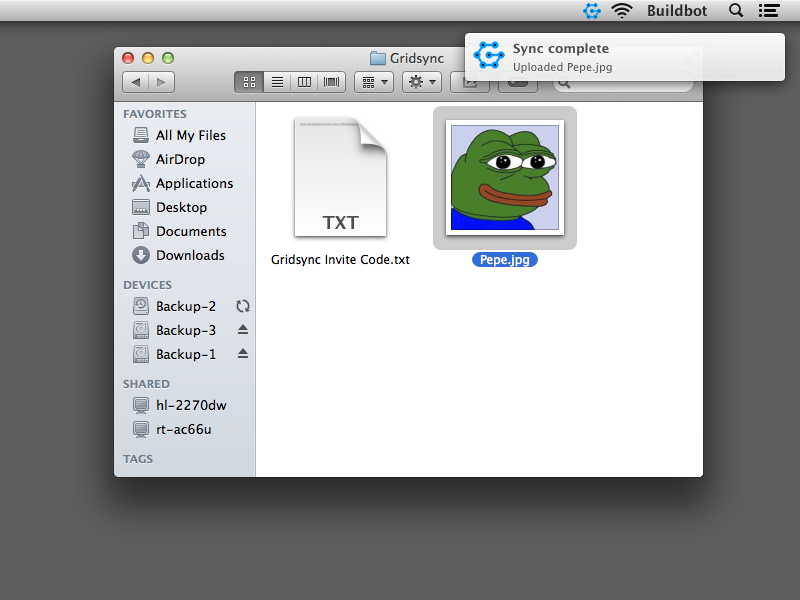 Buildbot
Sync complete
Uploaded Pepe.jpg
Gridsync
FAVORITES
All My Files
AirDrop
Applications
Desktop
Documents
Downloads
DEVICES
Backup-2
Backup-3
Backup-1
SHARED
hl-2270dw
rt-ac66u
TAGS
TXT
Gridsync Invite Code.txt
Pepe.jpg